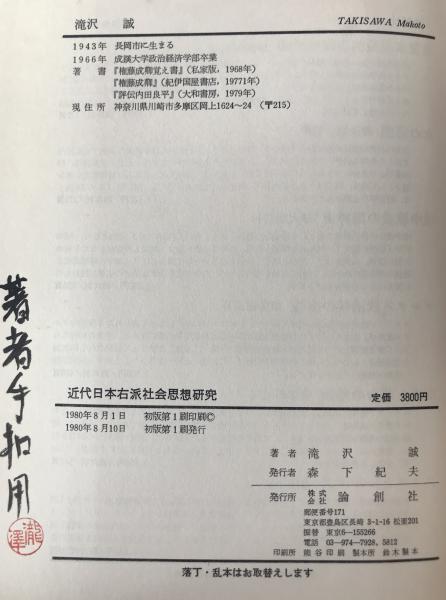 滝沢 誠 TAKISAWA Makoto
1943年 長岡市に生まる
1966年 成蹊大学政治経済学部卒業
著書 『権藤成卿覚え書』(私家版,1968年)
『権藤成卿』(紀伊国屋書店,19771年)
『評伝内田良平』(大和書房,1979年)
現住所 神奈川県川崎市多摩区岡上1624〜24 (〒215)
著者手扣用
瀧澤
近代日本右派社会思想研究 定価 3800円
1980年8月1日 初版第1刷印刷©
1980年8月10日 初版第1刷発行
著者 滝沢 誠
発行者 森下紀夫
発行所 株式会社 論創社
郵便番号171
東京都豊島区長崎3-1-16 松里201
振替 東京6-155266
電話 03-974-7928, 5812
印刷所 熊谷印刷 製本所 鈴木製本
落丁・乱本はお取替えします